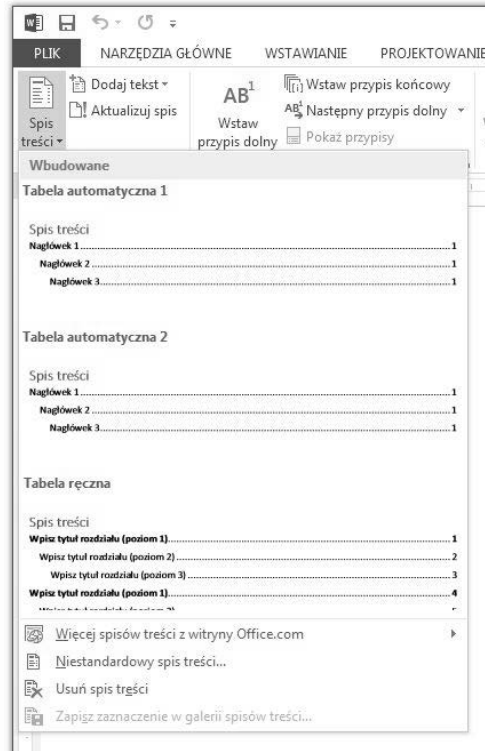 PLIK NARZĘDZIA GŁÓWNE WSTAWIANIE PROJEKTOWANIE
Spis treści
Dodaj tekst
Aktualizuj spis
AB1
Wstaw przypis dolny
Wstaw przypis końcowy
Następny przypis dolny
Pokaż przypisy
Wbudowane
Tabela automatyczna 1
Spis treści
Nagłówek 1 1
Nagłówek 2 1
Nagłówek 3 1
Tabela automatyczna 2
Spis treści
Nagłówek 1 1
Nagłówek 2 1
Nagłówek 3 1
Tabela ręczna
Spis treści
Wpisz tytuł rozdziału (poziom 1) 1
Wpisz tytuł rozdziału (poziom 2) 2
Wpisz tytuł rozdziału (poziom 3) 3
Wpisz tytuł rozdziału (poziom 1) 4
Więcej spisów treści z witryny Office.com
Niestandardowy spis treści...
Usuń spis treści
Zapisz zaznaczenie w galerii spisów treści...